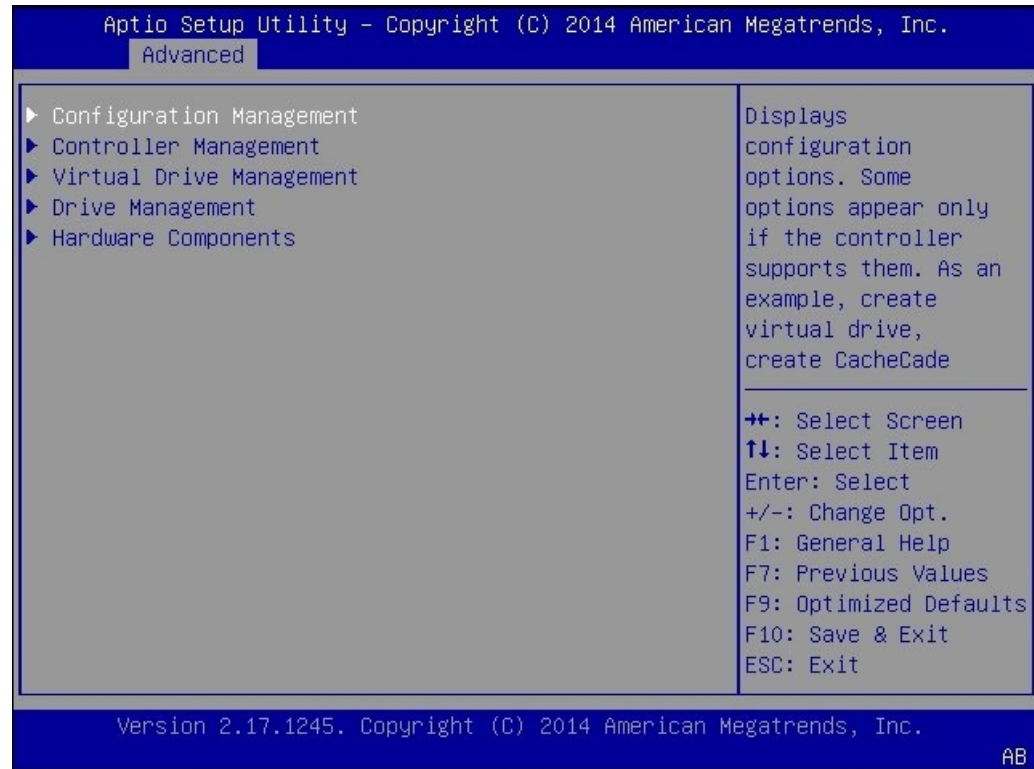 Aptio Setup Utility – Copyright (C) 2014 American Megatrends, Inc.
Advanced
▶ Configuration Management
▶ Controller Management
▶ Virtual Drive Management
▶ Drive Management
▶ Hardware Components
Displays
configuration
options. Some
options appear only
if the controller
supports them. As an
example, create
virtual drive,
create CacheCade
→←: Select Screen
↑↓: Select Item
Enter: Select
+/-: Change Opt.
F1: General Help
F7: Previous Values
F9: Optimized Defaults
F10: Save & Exit
ESC: Exit
Version 2.17.1245. Copyright (C) 2014 American Megatrends, Inc.
AB